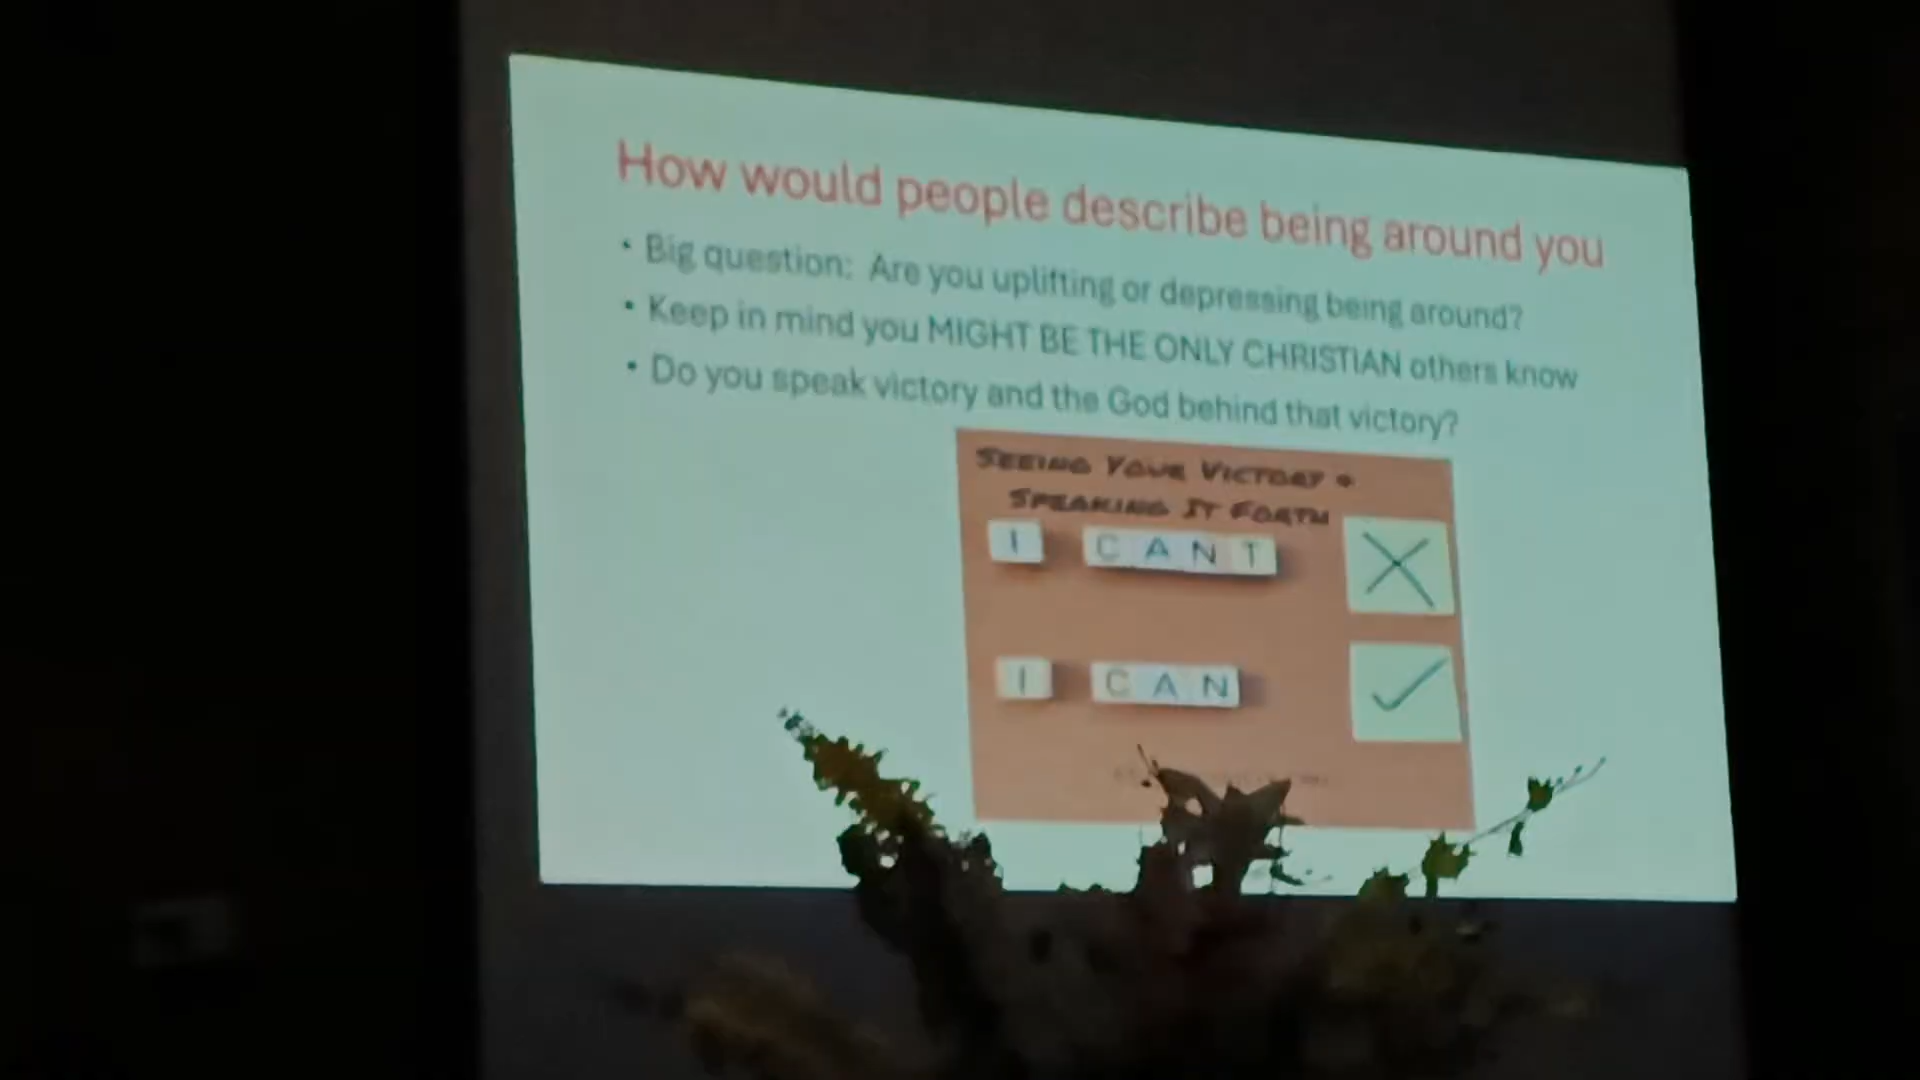 How would people describe being around you
• Big question: Are you uplifting or depressing being around?
• Keep in mind you MIGHT BE THE ONLY CHRISTIAN others know
• Do you speak victory and the God behind that victory?
SEEING YOUR VICTORY &
SPEAKING IT FORTH
I CANT
I CAN